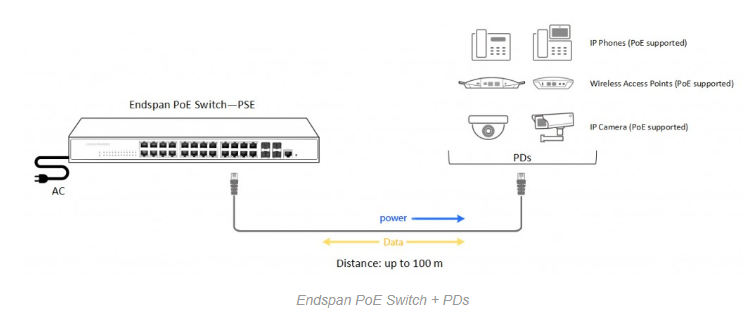 IP Phones (PoE supported)
Wireless Access Points (PoE supported)
Endspan PoE Switch—PSE
IP Camera (PoE supported)
PDs
AC
power
Data
Distance: up to 100 m
Endspan PoE Switch + PDs